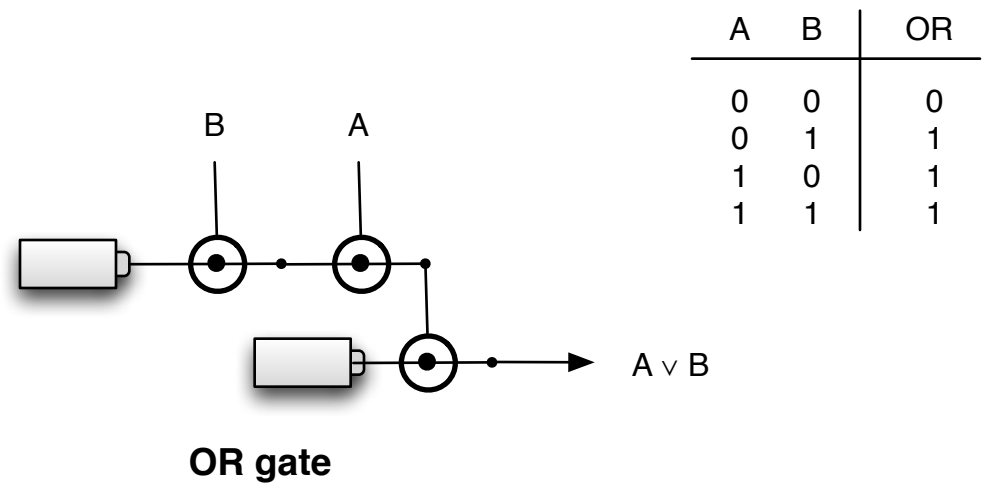 A B OR
0 0 0
0 1 1
1 0 1
1 1 1
B A
A ∨ B
OR gate